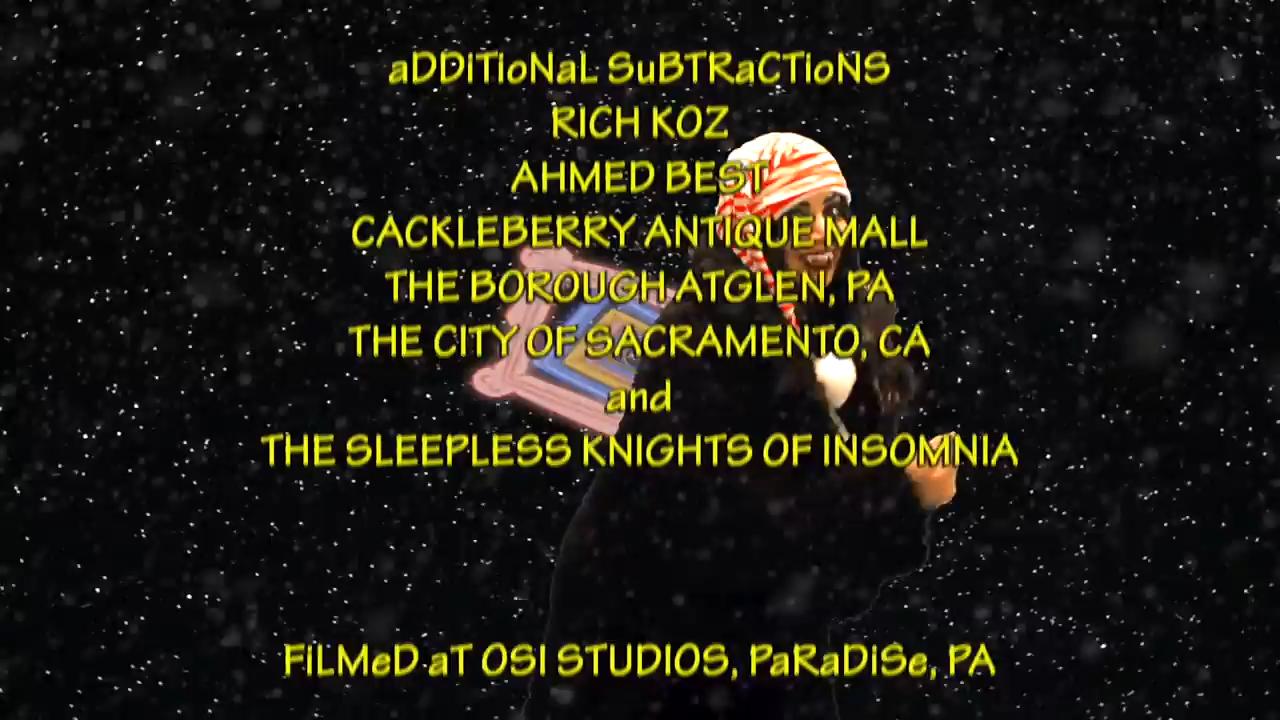 aDDiTioNaL SuBTRaCTioNS
RICH KOZ
AHMED BEST
CACKLEBERRY ANTIQUE MALL
THE BOROUGH ATGLEN, PA
THE CITY OF SACRAMENTO, CA
and
THE SLEEPLESS KNIGHTS OF INSOMNIA
FiLMeD aT OSI STUDIOS, PaRaDiSe, PA